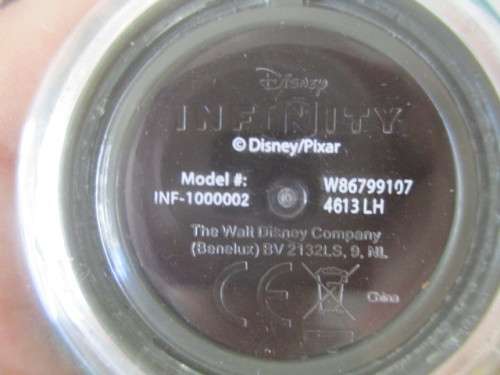 Disney
INFINITY
© Disney/Pixar
Model #: W86799107
INF-1000002 4613 LH
The Walt Disney Company
(Benelux) BV 2132LS, 9, NL
CE
China